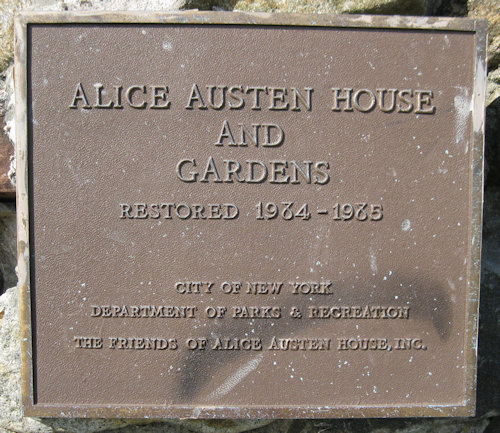 ALICE AUSTEN HOUSE
AND
GARDENS
RESTORED 1984-1985
CITY OF NEW YORK
DEPARTMENT OF PARKS & RECREATION
THE FRIENDS OF ALICE AUSTEN HOUSE, INC.